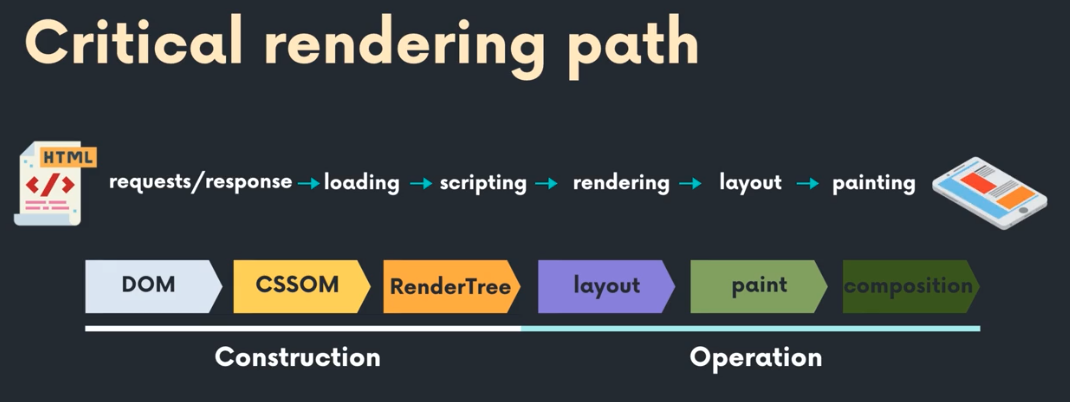 Critical rendering path
HTML
</>
requests/response → loading → scripting → rendering → layout → painting
DOM CSSOM RenderTree layout paint composition
Construction Operation